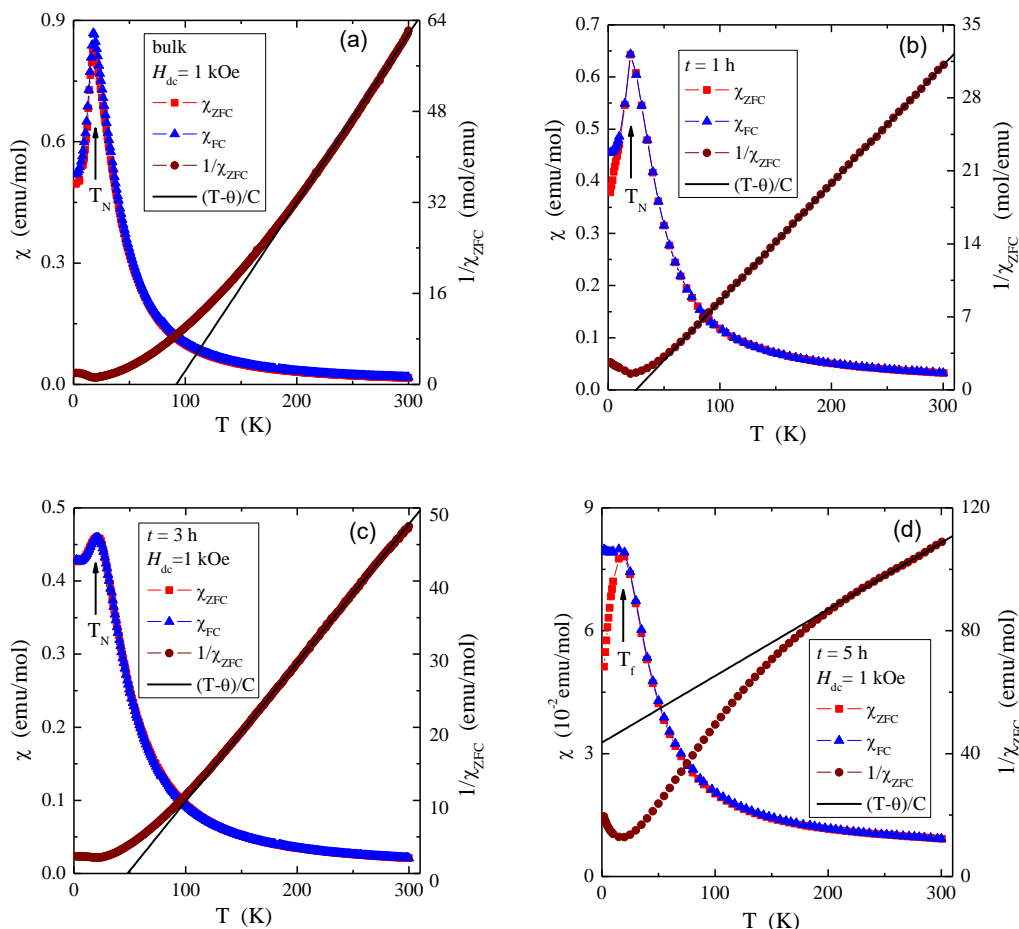 (a)
bulk
H_dc= 1 kOe
χ_ZFC
χ_FC
1/χ_ZFC
(T-θ)/C
T_N
0.9
0.6
0.3
0.0
χ (emu/mol)
64
48
32
16
0
1/χ_ZFC (mol/emu)
0 100 200 300
T (K)
(b)
t = 1 h
χ_ZFC
χ_FC
1/χ_ZFC
(T-θ)/C
T_N
0.7
0.6
0.5
0.4
0.3
0.2
0.1
0.0
χ (emu/mol)
35
28
21
14
7
0
1/χ_ZFC (mol/emu)
0 100 200 300
T (K)
(c)
t = 3 h
H_dc=1 kOe
χ_ZFC
χ_FC
1/χ_ZFC
(T-θ)/C
T_N
0.5
0.4
0.3
0.2
0.1
0.0
χ (emu/mol)
50
40
30
20
10
0
1/χ_ZFC (emu/mol)
0 100 200 300
T (K)
(d)
t = 5 h
H_dc= 1 kOe
χ_ZFC
χ_FC
1/χ_ZFC
(T-θ)/C
T_f
9
6
3
0
χ (10⁻² emu/mol)
120
80
40
0
1/χ_ZFC (emu/mol)
0 100 200 300
T (K)